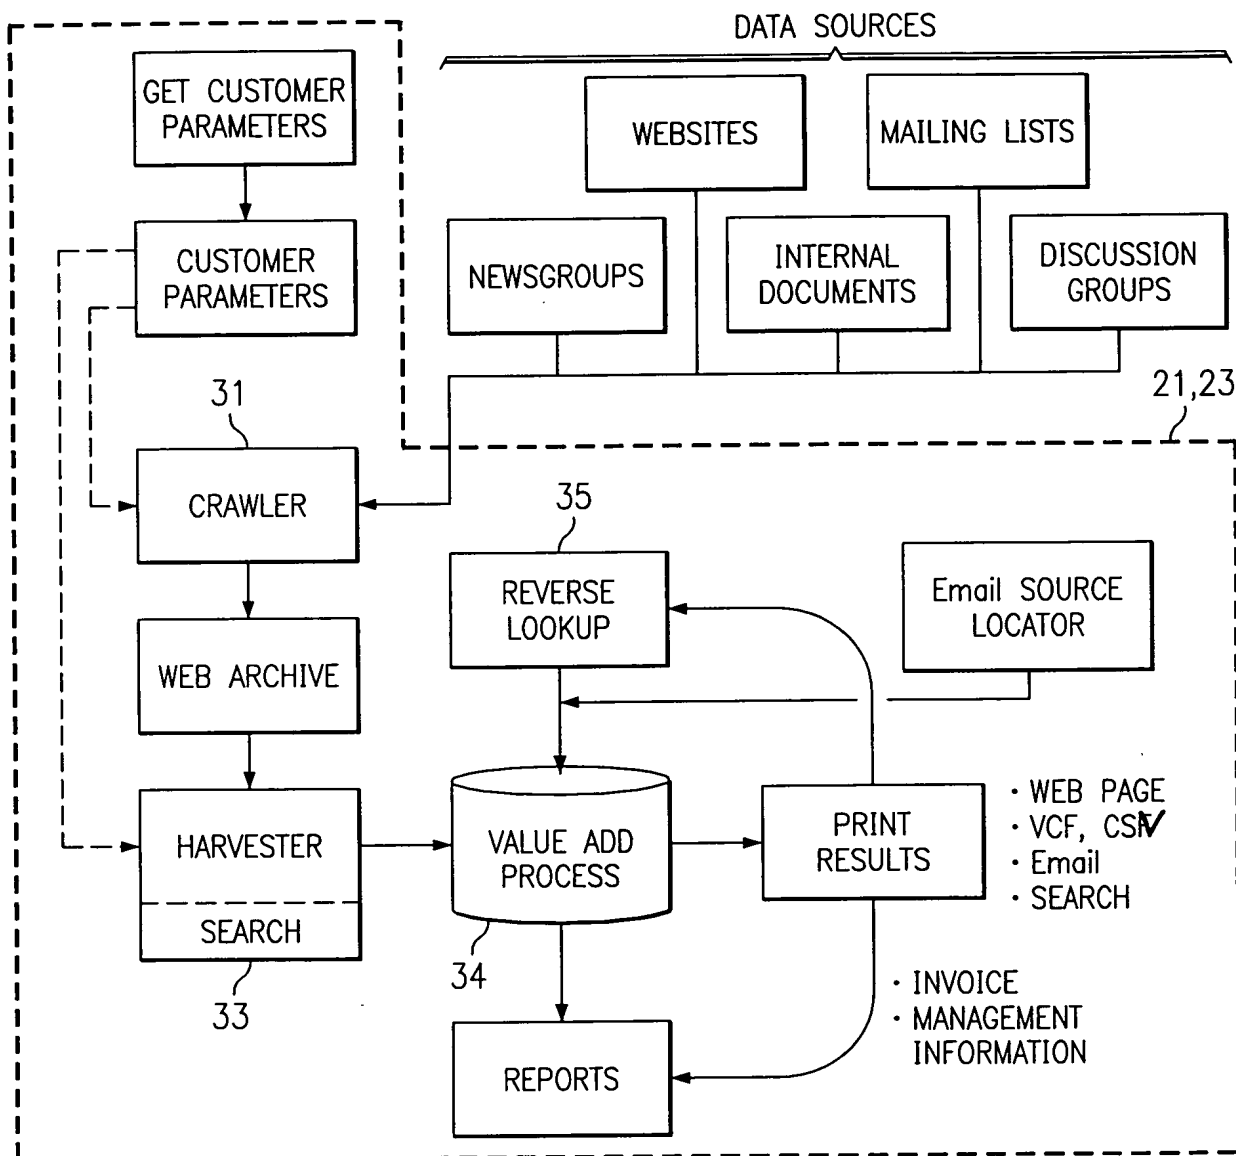 DATA SOURCES
GET CUSTOMER
PARAMETERS
WEBSITES
MAILING LISTS
CUSTOMER
PARAMETERS
NEWSGROUPS
INTERNAL
DOCUMENTS
DISCUSSION
GROUPS
31
21,23
CRAWLER
35
REVERSE
LOOKUP
Email SOURCE
LOCATOR
WEB ARCHIVE
HARVESTER
SEARCH
33
VALUE ADD
PROCESS
34
PRINT
RESULTS
· WEB PAGE
· VCF, CSV
· Email
· SEARCH
· INVOICE
· MANAGEMENT
INFORMATION
REPORTS